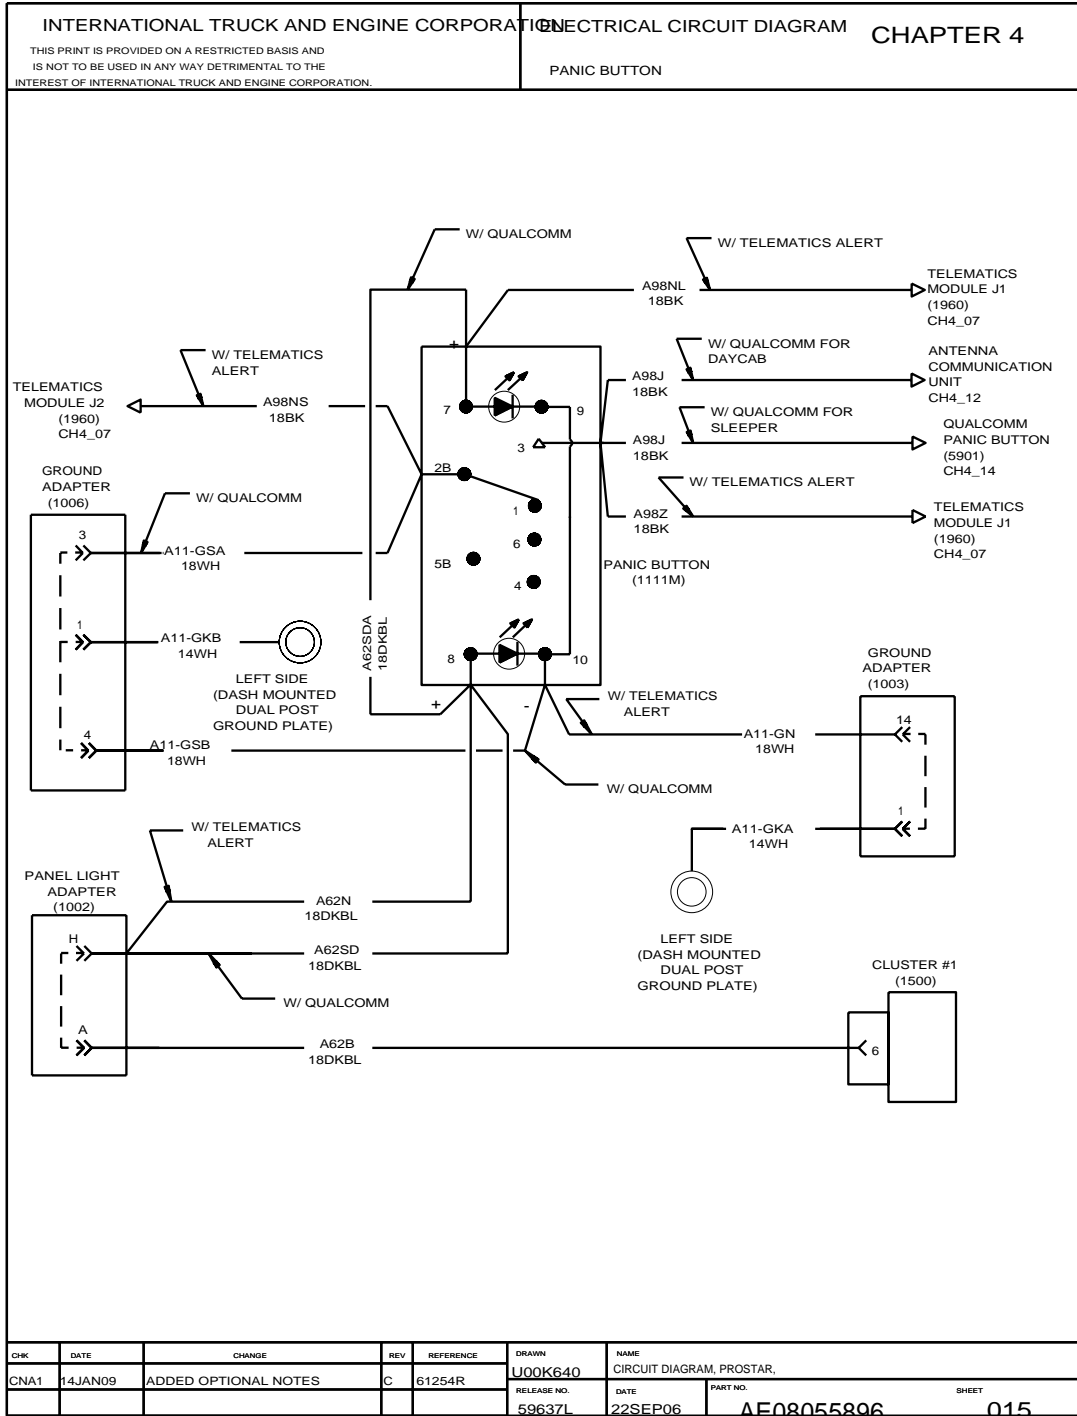 INTERNATIONAL TRUCK AND ENGINE CORPORATION
THIS PRINT IS PROVIDED ON A RESTRICTED BASIS AND
IS NOT TO BE USED IN ANY WAY DETRIMENTAL TO THE
INTEREST OF INTERNATIONAL TRUCK AND ENGINE CORPORATION.
ELECTRICAL CIRCUIT DIAGRAM
PANIC BUTTON
CHAPTER 4
W/ QUALCOMM
W/ TELEMATICS ALERT
A98NL
18BK
TELEMATICS
MODULE J1
(1960)
CH4_07
W/ TELEMATICS
ALERT
TELEMATICS
MODULE J2
(1960)
CH4_07
A98NS
18BK
W/ QUALCOMM FOR
DAYCAB
A98J
18BK
ANTENNA
COMMUNICATION
UNIT
CH4_12
W/ QUALCOMM FOR
SLEEPER
A98J
18BK
QUALCOMM
PANIC BUTTON
(5901)
CH4_14
W/ TELEMATICS ALERT
A98Z
18BK
TELEMATICS
MODULE J1
(1960)
CH4_07
+
7
9
3
2B
1
6
5B
4
8
10
+
-
PANIC BUTTON
(1111M)
GROUND
ADAPTER
(1006)
W/ QUALCOMM
3
A11-GSA
18WH
1
A11-GKB
14WH
LEFT SIDE
(DASH MOUNTED
DUAL POST
GROUND PLATE)
4
A11-GSB
18WH
A62SDA
18DKBL
W/ TELEMATICS
ALERT
GROUND
ADAPTER
(1003)
A11-GN
18WH
14
W/ QUALCOMM
A11-GKA
14WH
1
LEFT SIDE
(DASH MOUNTED
DUAL POST
GROUND PLATE)
W/ TELEMATICS
ALERT
PANEL LIGHT
ADAPTER
(1002)
A62N
18DKBL
H
A62SD
18DKBL
W/ QUALCOMM
A
A62B
18DKBL
CLUSTER #1
(1500)
6
CHK DATE CHANGE REV REFERENCE
CNA1 14JAN09 ADDED OPTIONAL NOTES C 61254R
DRAWN
U00K640
NAME
CIRCUIT DIAGRAM, PROSTAR,
RELEASE NO.
59637L
DATE
22SEP06
PART NO.
AE08055896
SHEET
015